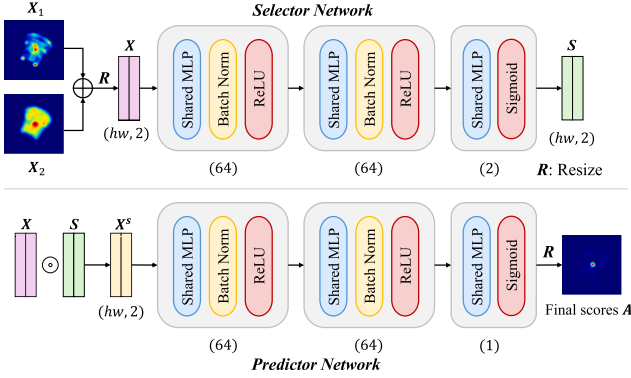 Selector Network
X₁
X
R
(hw, 2)
X₂
Shared MLP
Batch Norm
ReLU
(64)
Shared MLP
Batch Norm
ReLU
(64)
Shared MLP
Sigmoid
(2)
S
(hw, 2)
R: Resize
X
S
Xˢ
(hw, 2)
Shared MLP
Batch Norm
ReLU
(64)
Shared MLP
Batch Norm
ReLU
(64)
Shared MLP
Sigmoid
(1)
R
Final scores A
Predictor Network